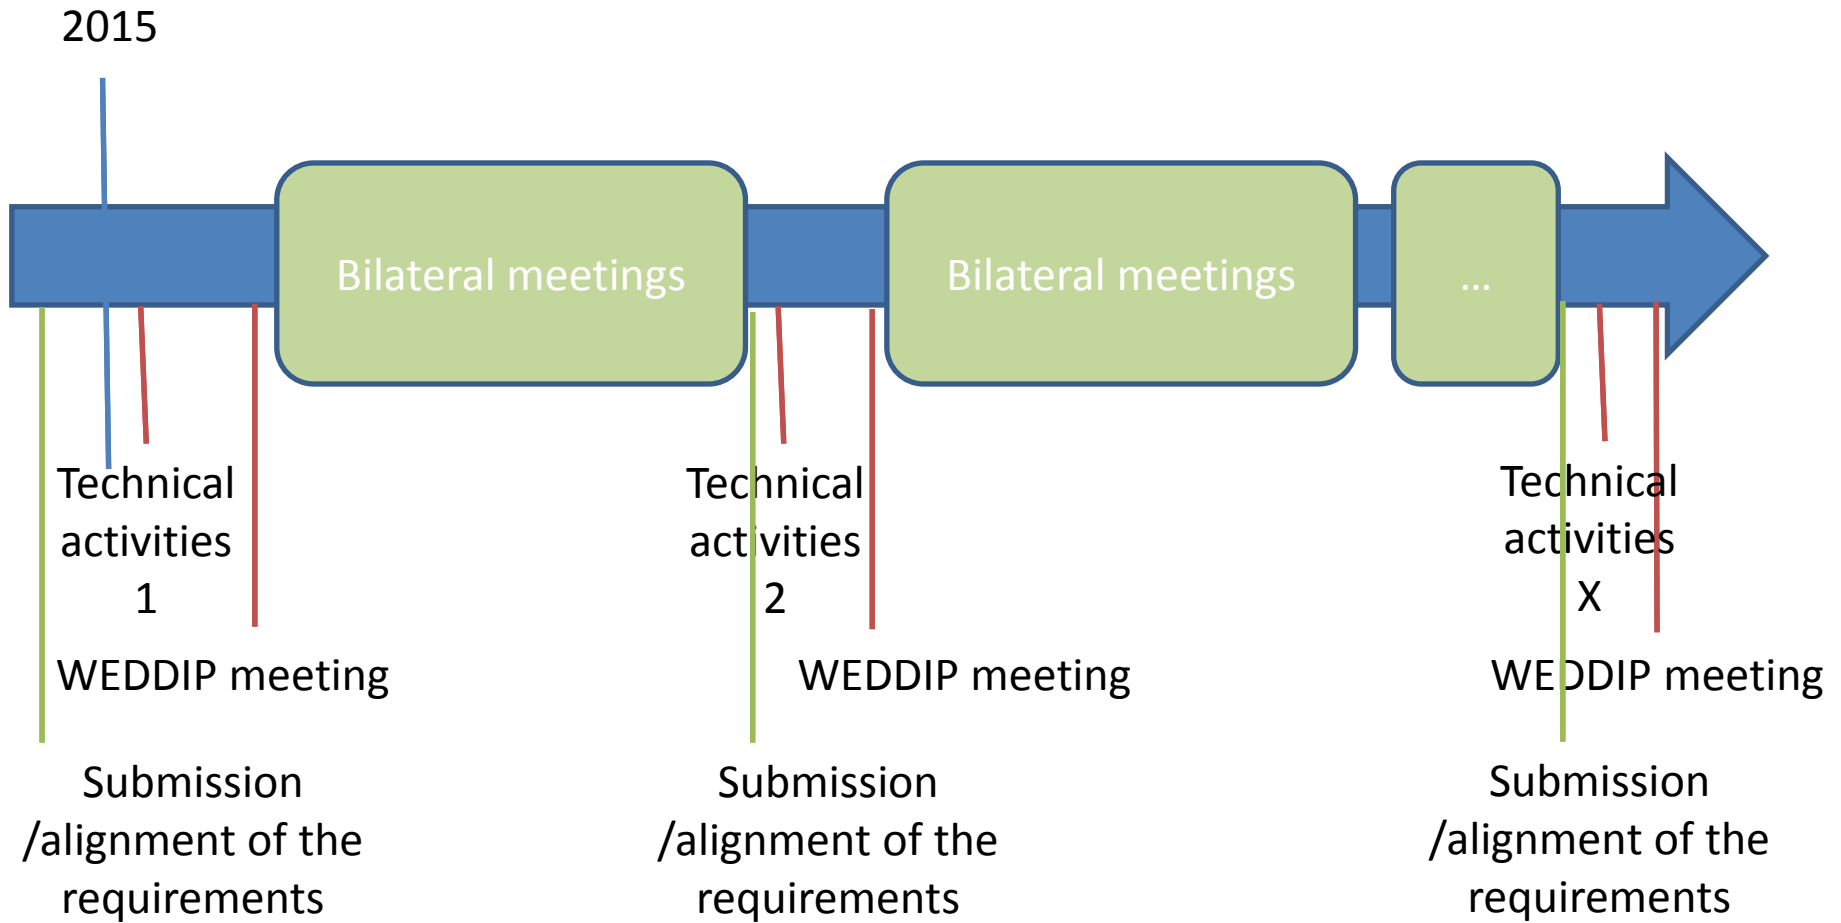 2015
Bilateral meetings
Bilateral meetings
...
Technical
activities
1
Technical
activities
2
Technical
activities
X
WEDDIP meeting
WEDDIP meeting
WEDDIP meeting
Submission
/alignment of the
requirements
Submission
/alignment of the
requirements
Submission
/alignment of the
requirements